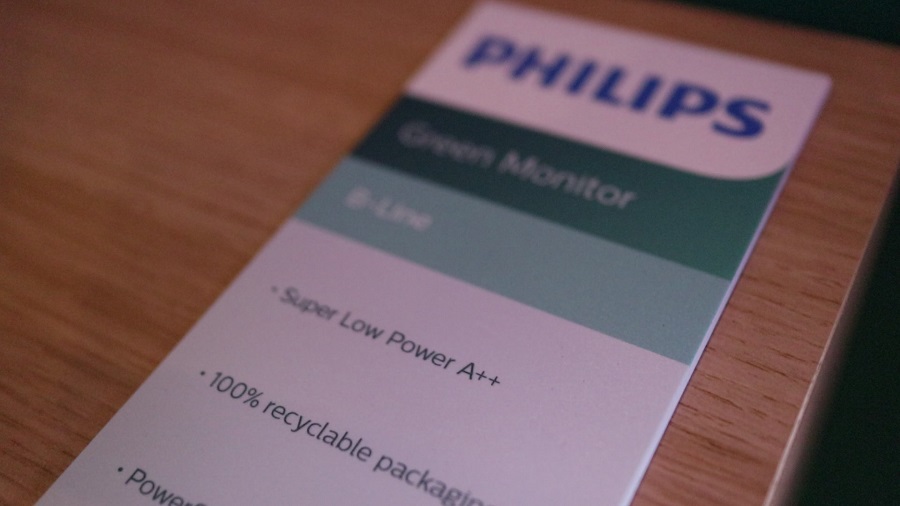 PHILIPS
Green Monitor
B-Line
• Super Low Power A++
• 100% recyclable packaging